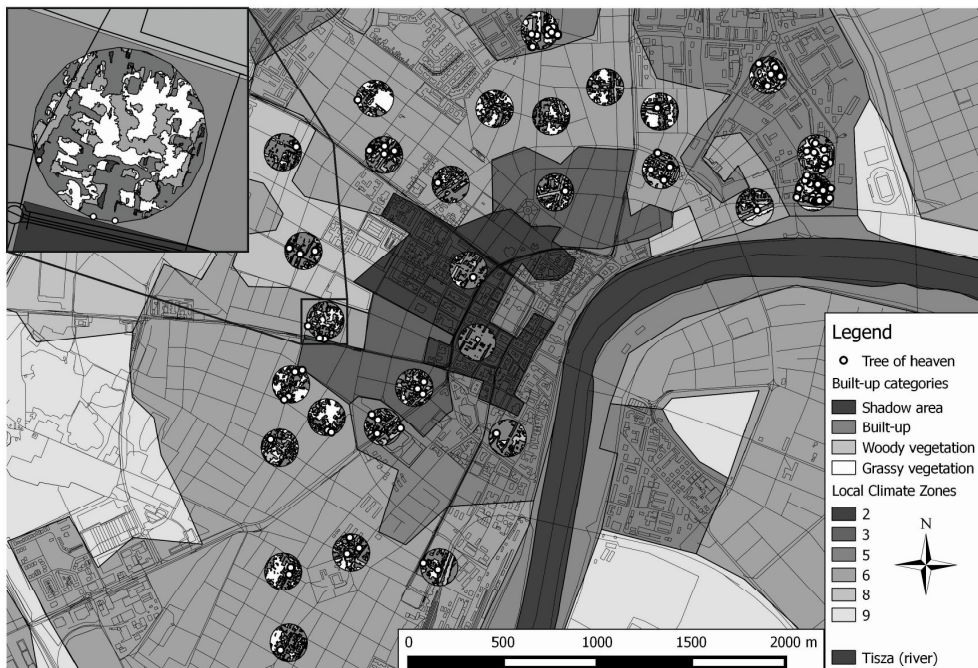 Legend
Tree of heaven
Built-up categories
Shadow area
Built-up
Woody vegetation
Grassy vegetation
Local Climate Zones
2
3
5
6
8
9
N
Tisza (river)
0 500 1000 1500 2000 m